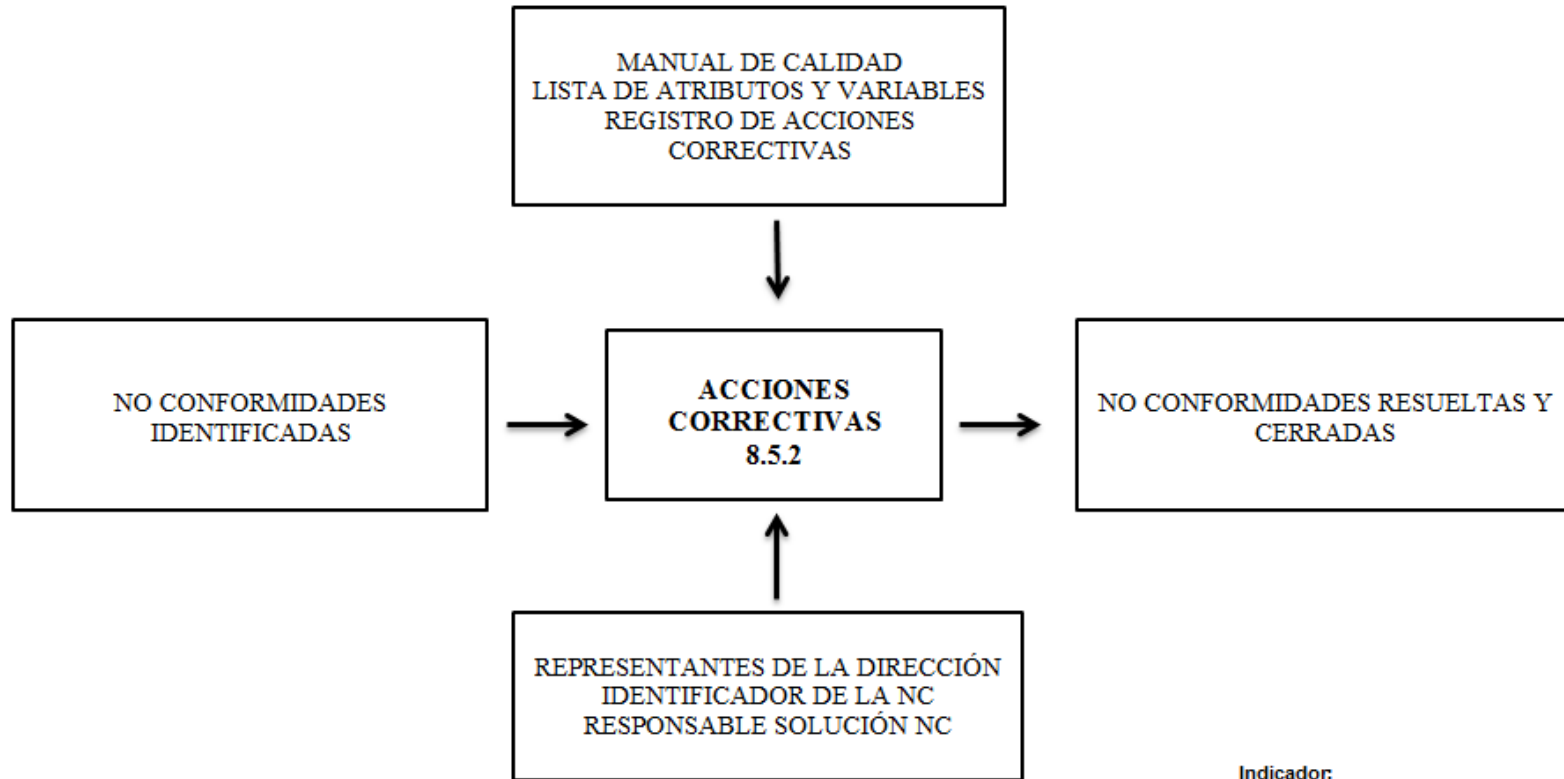 MANUAL DE CALIDAD
LISTA DE ATRIBUTOS Y VARIABLES
REGISTRO DE ACCIONES
CORRECTIVAS
NO CONFORMIDADES
IDENTIFICADAS
ACCIONES
CORRECTIVAS
8.5.2
NO CONFORMIDADES RESUELTAS Y
CERRADAS
REPRESENTANTES DE LA DIRECCIÓN
IDENTIFICADOR DE LA NC
RESPONSABLE SOLUCIÓN NC
Indicador: